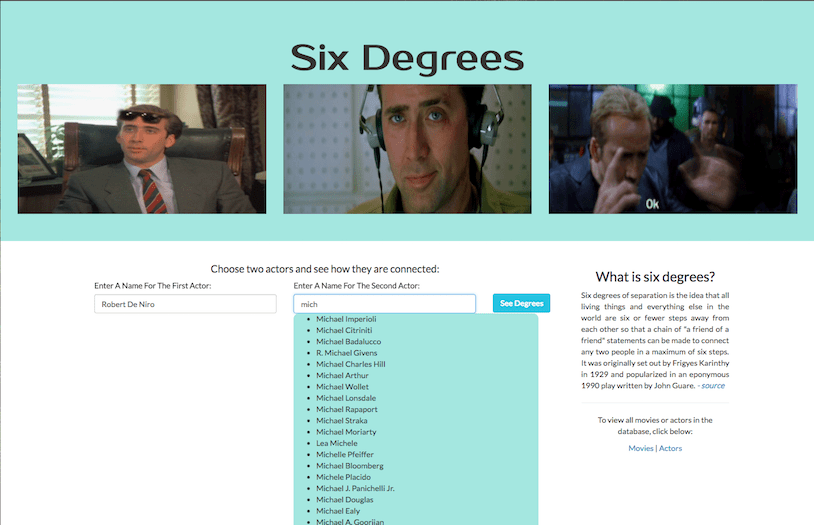 Six Degrees
Ok
Choose two actors and see how they are connected:
Enter A Name For The First Actor:
Robert De Niro
Enter A Name For The Second Actor:
mich
See Degrees
Michael Imperioli
Michael Citriniti
Michael Badalucco
R. Michael Givens
Michael Charles Hill
Michael Arthur
Michael Wollet
Michael Lonsdale
Michael Rapaport
Michael Straka
Michael Moriarty
Lea Michele
Michelle Pfeiffer
Michael Bloomberg
Michele Placido
Michael J. Panichelli Jr.
Michael Douglas
Michael Ealy
Michael A. Goorjian
What is six degrees?
Six degrees of separation is the idea that all
living things and everything else in the
world are six or fewer steps away from
each other so that a chain of "a friend of a
friend" statements can be made to connect
any two people in a maximum of six steps.
It was originally set out by Frigyes Karinthy
in 1929 and popularized in an eponymous
1990 play written by John Guare. - source
To view all movies or actors in the
database, click below:
Movies | Actors